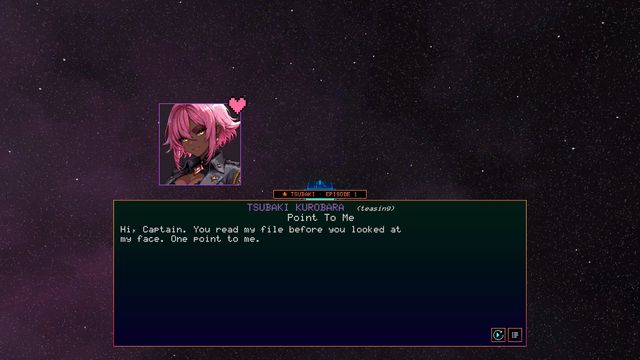 ★ TSUBAKI · EPISODE 1
TSUBAKI KUROBARA (teasing)
Point To Me
Hi, Captain. You read my file before you looked at
my face. One point to me.